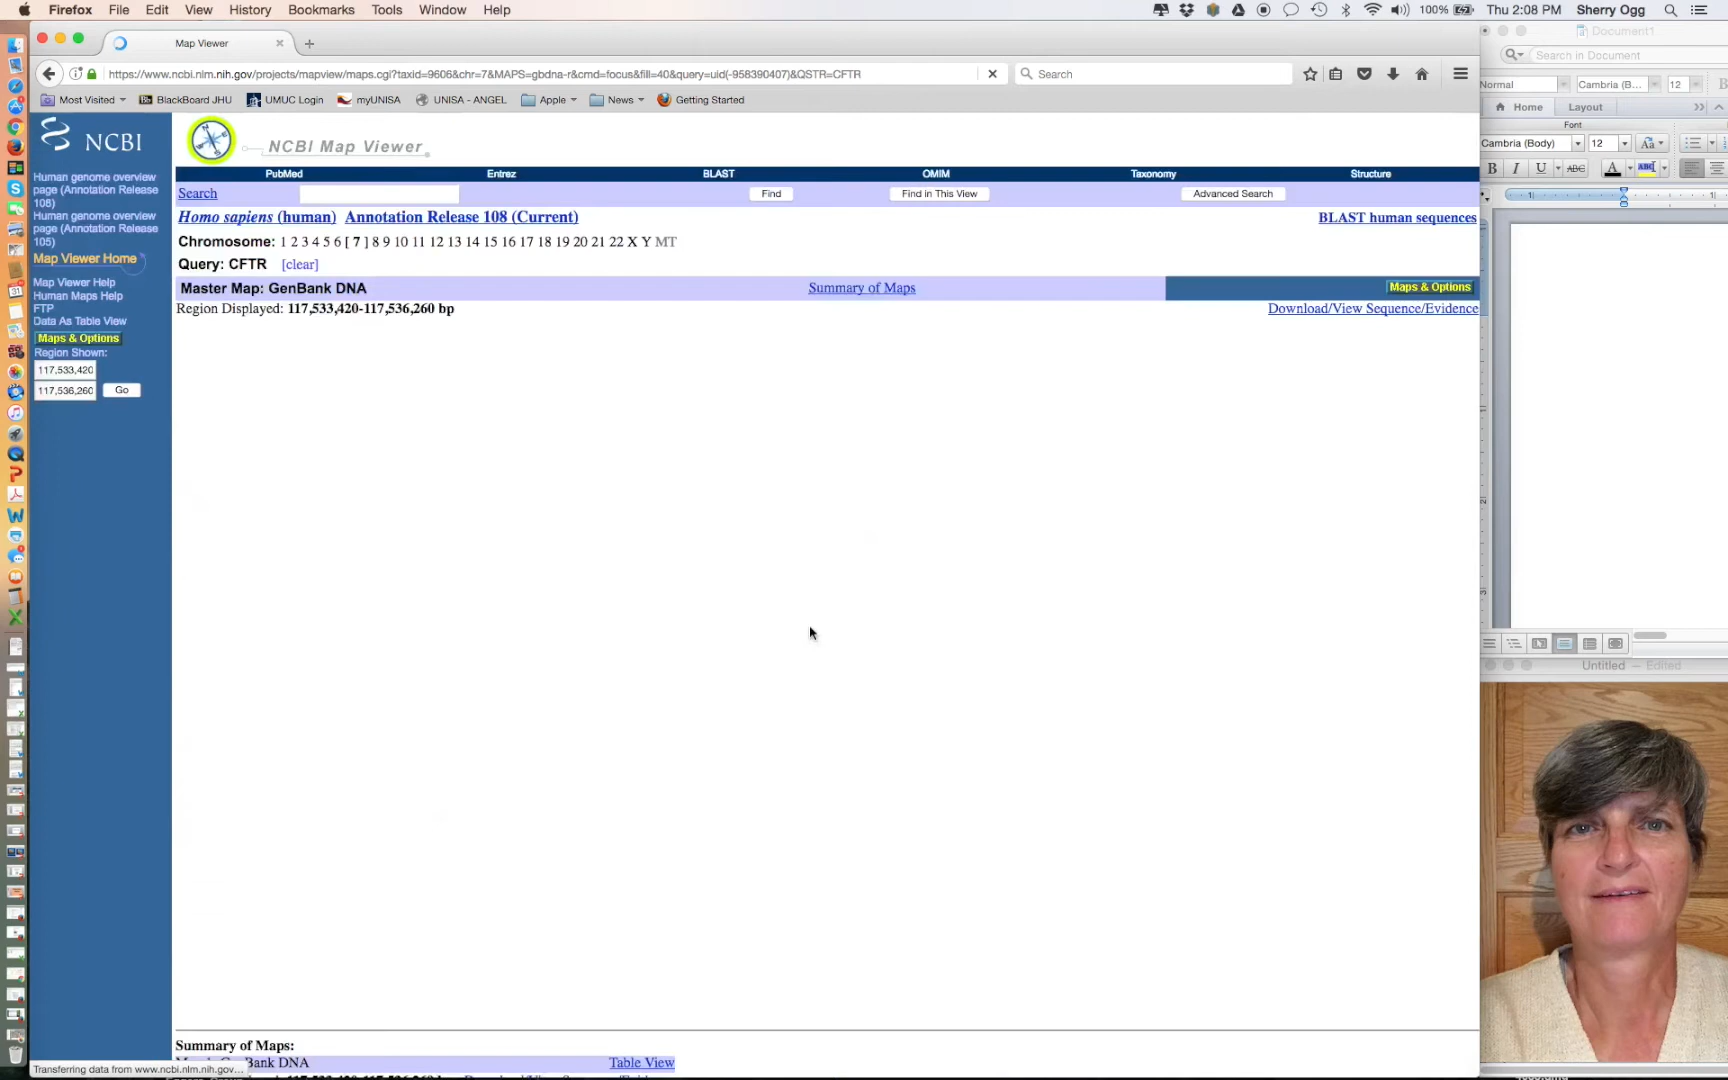 Firefox File Edit View History Bookmarks Tools Window Help 100% Thu 2:08 PM Sherry Ogg
Map Viewer
Document1
https://www.ncbi.nlm.nih.gov/projects/mapview/maps.cgi?taxid=9606&chr=7&MAPS=gbdna-r&cmd=focus&fill=40&query=uid(-958390407)&QSTR=CFTR
Search
Search in Document
Normal Cambria (B... 12
Most Visited BlackBoard JHU UMUC Login myUNISA UNISA - ANGEL Apple News Getting Started
Home Layout
Font
Cambria (Body) 12
NCBI
NCBI Map Viewer
PubMed Entrez BLAST OMIM Taxonomy Structure
Search Find Find in This View Advanced Search
Human genome overview
page (Annotation Release
108)
Human genome overview
page (Annotation Release
105)
Map Viewer Home
Map Viewer Help
Human Maps Help
FTP
Data As Table View
Maps & Options
Region Shown:
117,533,420
117,536,260 Go
Homo sapiens (human) Annotation Release 108 (Current) BLAST human sequences
Chromosome: 1 2 3 4 5 6 [ 7 ] 8 9 10 11 12 13 14 15 16 17 18 19 20 21 22 X Y MT
Query: CFTR [clear]
Master Map: GenBank DNA Summary of Maps Maps & Options
Region Displayed: 117,533,420-117,536,260 bp Download/View Sequence/Evidence
Untitled — Edited
Summary of Maps:
Bank DNA Table View
Transferring data from www.ncbi.nlm.nih.gov...